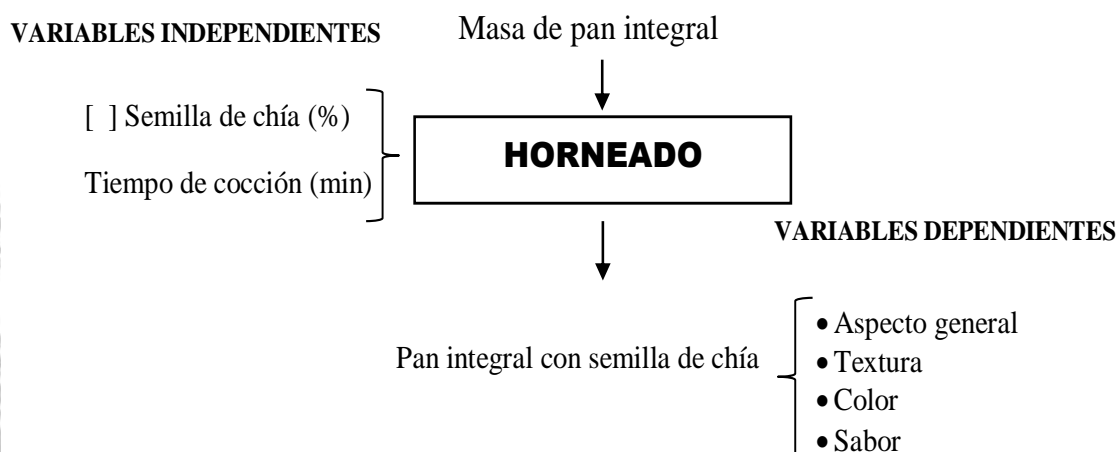 VARIABLES INDEPENDIENTES
Masa de pan integral
[ ] Semilla de chía (%)
Tiempo de cocción (min)
HORNEADO
VARIABLES DEPENDIENTES
Pan integral con semilla de chía
• Aspecto general
• Textura
• Color
• Sabor